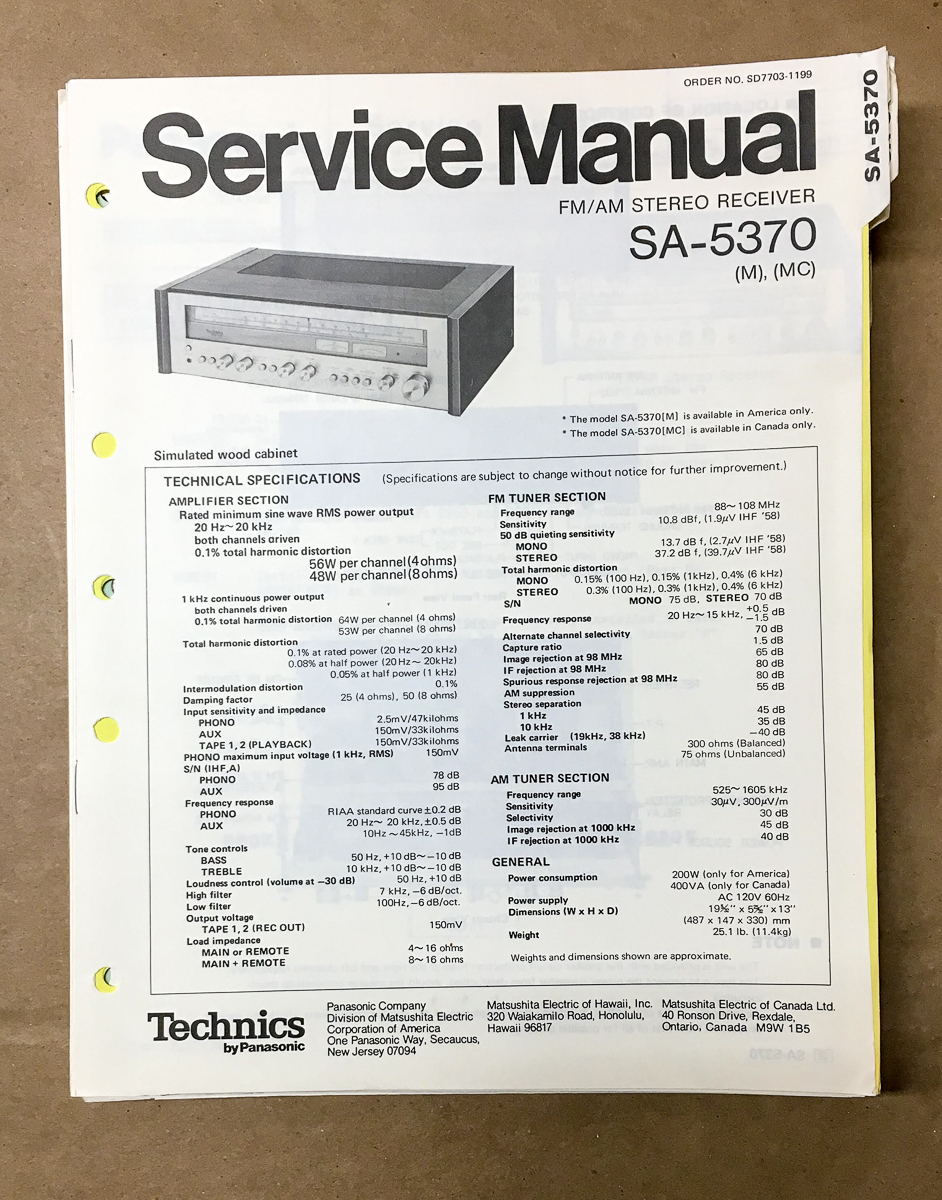 ORDER NO. SD7703-1199
SA-5370
Service Manual
FM/AM STEREO RECEIVER
SA-5370
(M), (MC)
Technics
* The model SA-5370[M] is available in America only.
* The model SA-5370[MC] is available in Canada only.
Simulated wood cabinet
TECHNICAL SPECIFICATIONS (Specifications are subject to change without notice for further improvement.)
AMPLIFIER SECTION
Rated minimum sine wave RMS power output
20 Hz~20 kHz
both channels driven
0.1% total harmonic distortion
56W per channel (4 ohms)
48W per channel (8 ohms)
1 kHz continuous power output
both channels driven
0.1% total harmonic distortion 64W per channel (4 ohms)
53W per channel (8 ohms)
Total harmonic distortion
0.1% at rated power (20 Hz~20 kHz)
0.08% at half power (20 Hz~ 20kHz)
0.05% at half power (1 kHz)
Intermodulation distortion 0.1%
Damping factor 25 (4 ohms), 50 (8 ohms)
Input sensitivity and impedance
PHONO 2.5mV/47kilohms
AUX 150mV/33kilohms
TAPE 1, 2 (PLAYBACK) 150mV/33kilohms
PHONO maximum input voltage (1 kHz, RMS) 150mV
S/N (IHF,A)
PHONO 78 dB
AUX 95 dB
Frequency response
PHONO RIAA standard curve ±0.2 dB
AUX 20 Hz~ 20 kHz, ±0.5 dB
10Hz ~45kHz, -1dB
Tone controls
BASS 50 Hz, +10 dB~-10 dB
TREBLE 10 kHz, +10 dB~-10 dB
Loudness control (volume at -30 dB) 50 Hz, +10 dB
High filter 7 kHz, -6 dB/oct.
Low filter 100Hz, -6 dB/oct.
Output voltage
TAPE 1, 2 (REC OUT) 150mV
Load impedance
MAIN or REMOTE 4~16 ohms
MAIN + REMOTE 8~16 ohms
FM TUNER SECTION
Frequency range 88~ 108 MHz
Sensitivity 10.8 dBf, (1.9μV IHF '58)
50 dB quieting sensitivity
MONO 13.7 db f, (2.7μV IHF '58)
STEREO 37.2 dB f, (39.7μV IHF '58)
Total harmonic distortion
MONO 0.15% (100 Hz), 0.15% (1kHz), 0.4% (6 kHz)
STEREO 0.3% (100 Hz), 0.3% (1kHz), 0.4% (6 kHz)
S/N MONO 75 dB, STEREO 70 dB
Frequency response 20 Hz~15 kHz, +0.5 -1.5 dB
Alternate channel selectivity 70 dB
Capture ratio 1.5 dB
Image rejection at 98 MHz 65 dB
IF rejection at 98 MHz 80 dB
Spurious response rejection at 98 MHz 80 dB
AM suppression 55 dB
Stereo separation
1 kHz 45 dB
10 kHz 35 dB
Leak carrier (19kHz, 38 kHz) -40 dB
Antenna terminals 300 ohms (Balanced)
75 ohms (Unbalanced)
AM TUNER SECTION
Frequency range 525~ 1605 kHz
Sensitivity 30μV, 300μV/m
Selectivity 30 dB
Image rejection at 1000 kHz 45 dB
IF rejection at 1000 kHz 40 dB
GENERAL
Power consumption 200W (only for America)
400VA (only for Canada)
Power supply AC 120V 60Hz
Dimensions (W x H x D) x 13"
(487 x 147 x 330) mm
Weight 25.1 lb. (11.4kg)
Weights and dimensions shown are approximate.
Technics
by Panasonic
Panasonic Company
Division of Matsushita Electric
Corporation of America
One Panasonic Way, Secaucus,
New Jersey 07094
Matsushita Electric of Hawaii, Inc.
320 Waiakamilo Road, Honolulu,
Hawaii 96817
Matsushita Electric of Canada Ltd.
40 Ronson Drive, Rexdale,
Ontario, Canada M9W 1B5